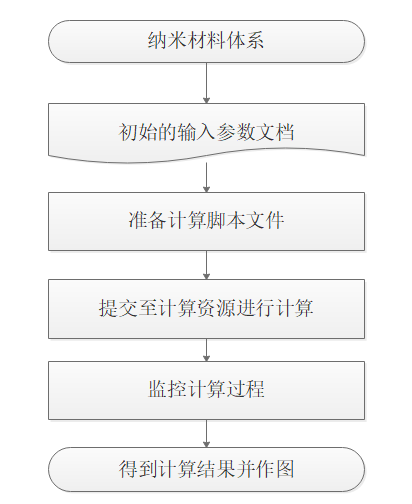 纳米材料体系
初始的输入参数文档
准备计算脚本文件
提交至计算资源进行计算
监控计算过程
得到计算结果并作图